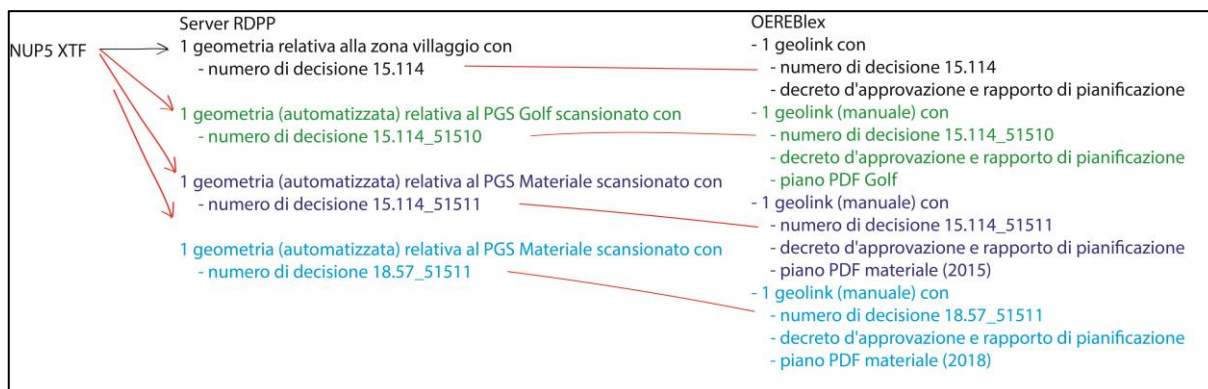 NUP5 XTF
Server RDPP
1 geometria relativa alla zona villaggio con
- numero di decisione 15.114
1 geometria (automatizzata) relativa al PGS Golf scansionato con
- numero di decisione 15.114_51510
1 geometria (automatizzata) relativa al PGS Materiale scansionato con
- numero di decisione 15.114_51511
1 geometria (automatizzata) relativa al PGS Materiale scansionato con
- numero di decisione 18.57_51511
OEREBlex
- 1 geolink con
- numero di decisione 15.114
- decreto d'approvazione e rapporto di pianificazione
- 1 geolink (manuale) con
- numero di decisione 15.114_51510
- decreto d'approvazione e rapporto di pianificazione
- piano PDF Golf
- 1 geolink (manuale) con
- numero di decisione 15.114_51511
- decreto d'approvazione e rapporto di pianificazione
- piano PDF materiale (2015)
- 1 geolink (manuale) con
- numero di decisione 18.57_51511
- decreto d'approvazione e rapporto di pianificazione
- piano PDF materiale (2018)